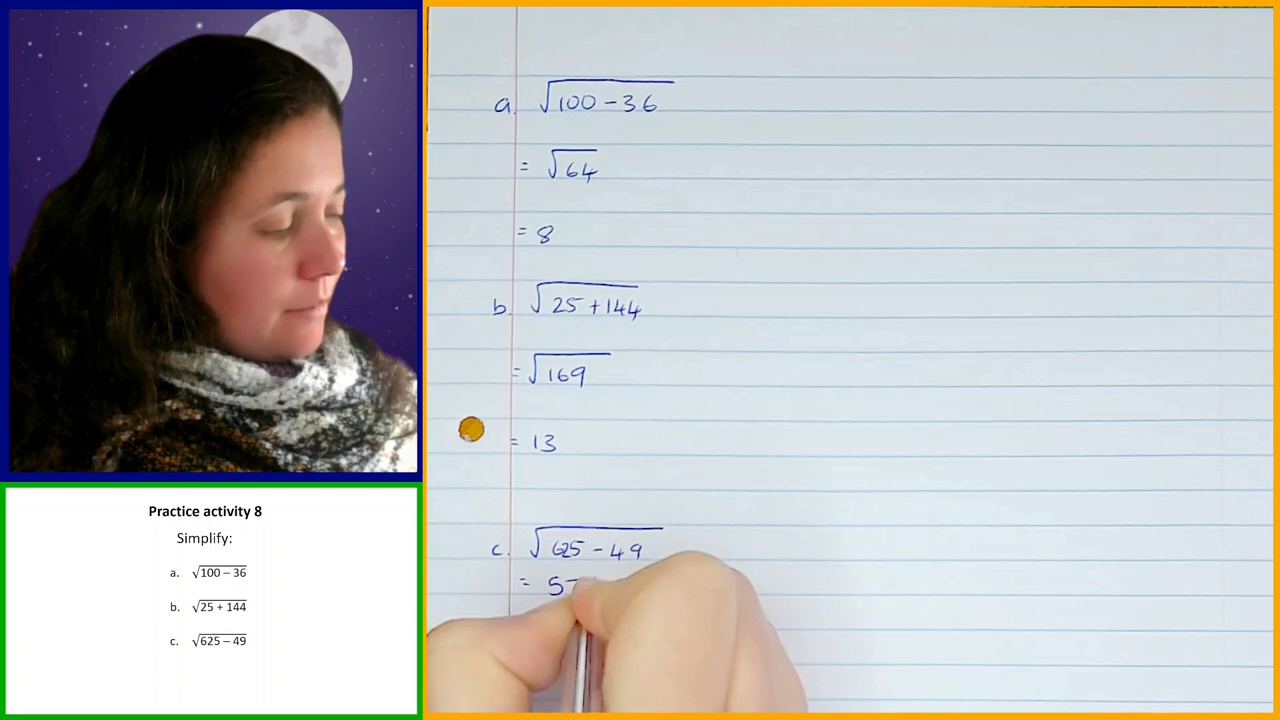 a. √100 - 36
= √64
= 8
b. √25 + 144
= √169
= 13
c. √625 - 49
= 57
Practice activity 8
Simplify:
a. √100 – 36
b. √25 + 144
c. √625 – 49